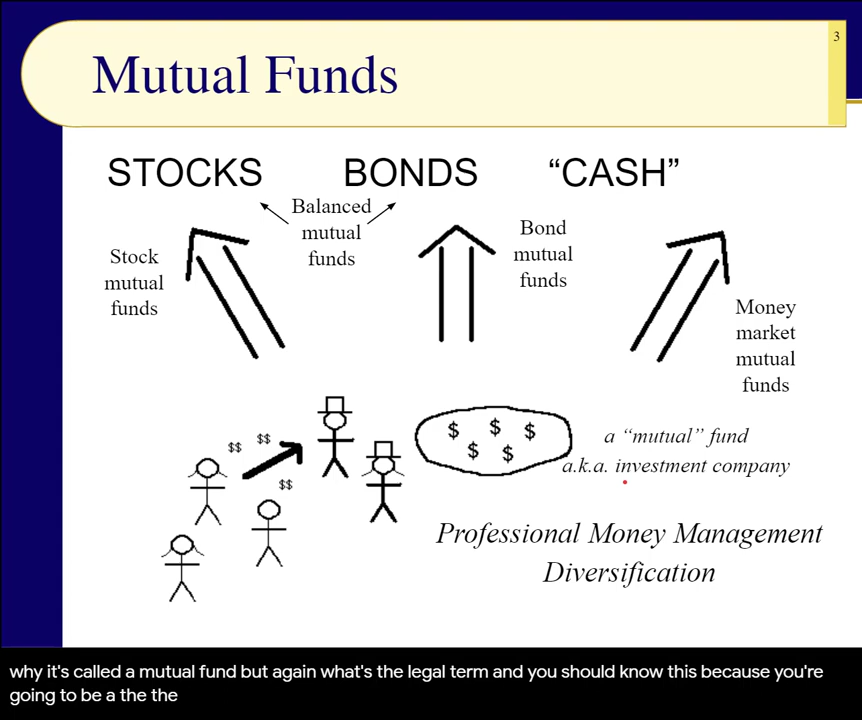 3
Mutual Funds
STOCKS
BONDS
“CASH”
Balanced
mutual
funds
Stock
mutual
funds
Bond
mutual
funds
Money
market
mutual
funds
$$
$$
$$
$ $ $
$ $
a “mutual” fund
a.k.a. investment company
Professional Money Management
Diversification
why it's called a mutual fund but again what's the legal term and you should know this because you're
going to be a the the